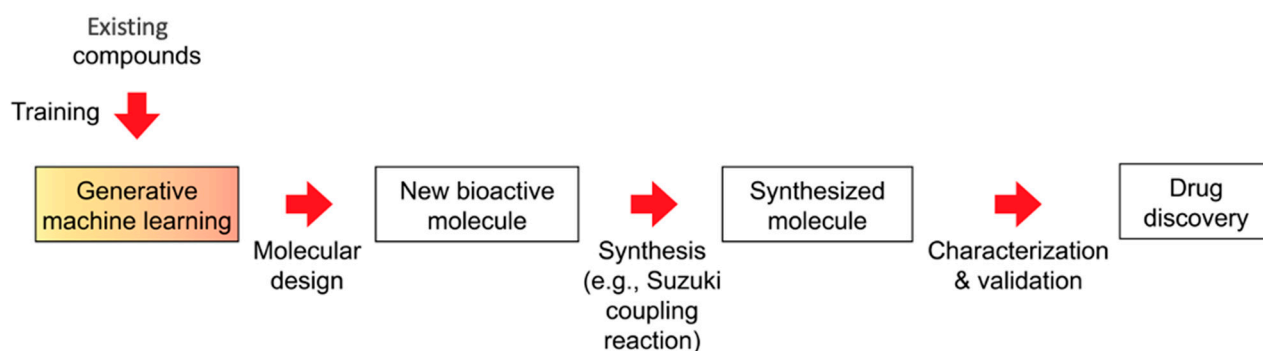 Existing
compounds
Training
Generative
machine learning
Molecular
design
New bioactive
molecule
Synthesis
(e.g., Suzuki
coupling
reaction)
Synthesized
molecule
Characterization
& validation
Drug
discovery